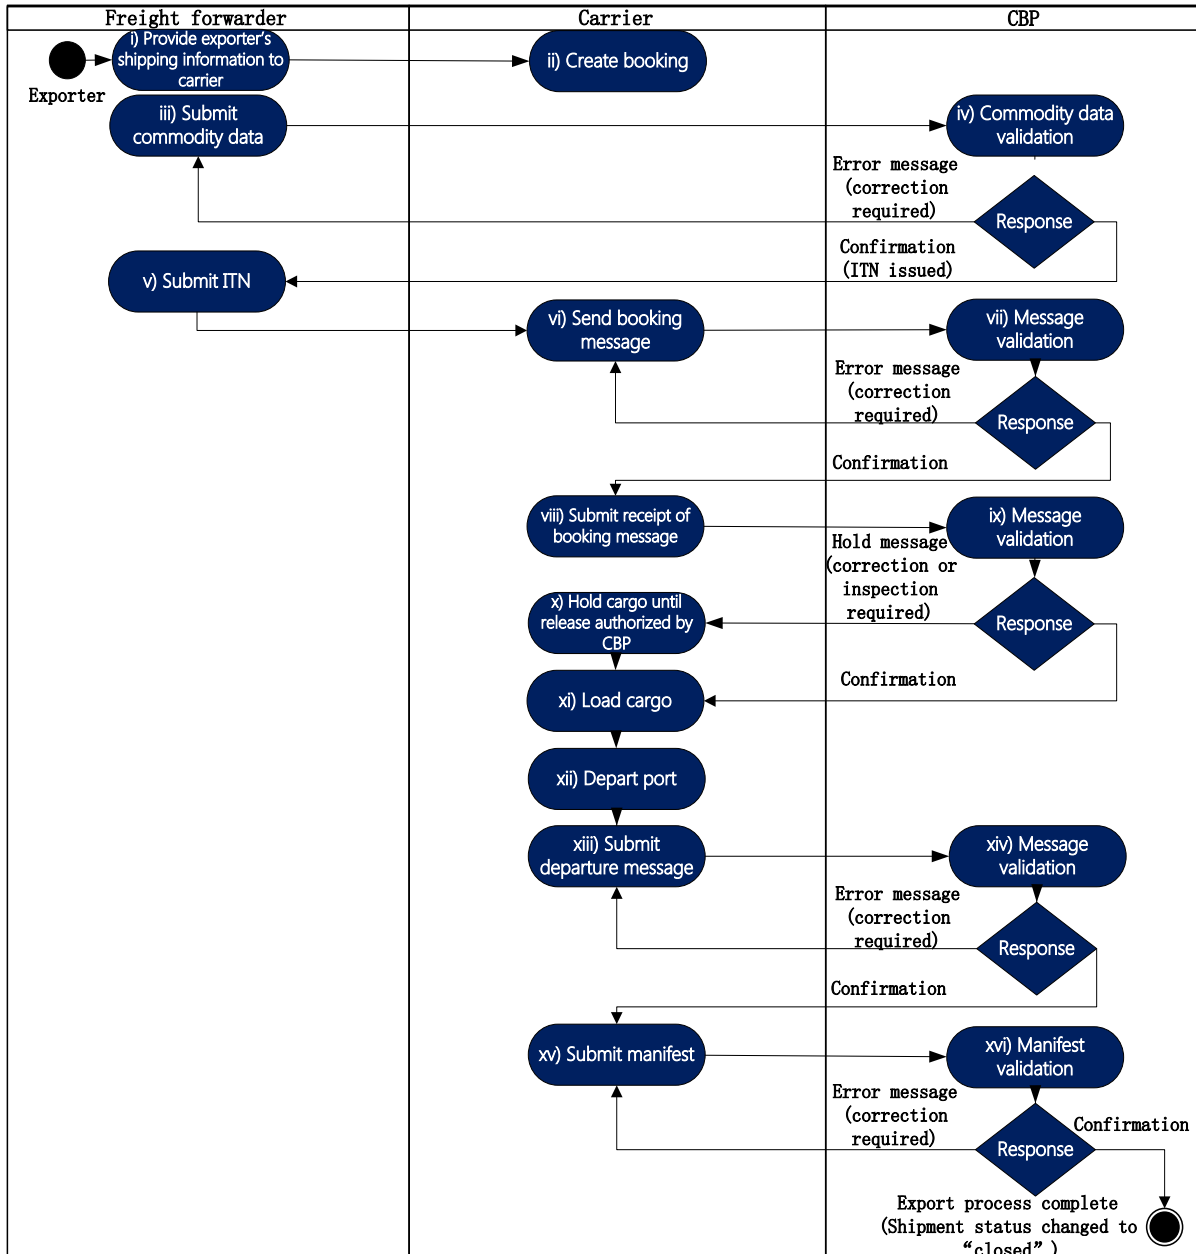 Freight forwarder
Carrier
CBP
Exporter
i) Provide exporter's
shipping information to
carrier
ii) Create booking
iii) Submit
commodity data
iv) Commodity data
validation
Error message
(correction
required)
Response
Confirmation
(ITN issued)
v) Submit ITN
vi) Send booking
message
vii) Message
validation
Error message
(correction
required)
Response
Confirmation
viii) Submit receipt of
booking message
ix) Message
validation
Hold message
(correction or
inspection
required)
Response
x) Hold cargo until
release authorized by
CBP
Confirmation
xi) Load cargo
xii) Depart port
xiii) Submit
departure message
xiv) Message
validation
Error message
(correction
required)
Response
Confirmation
xv) Submit manifest
xvi) Manifest
validation
Error message
(correction
required)
Response
Confirmation
Export process complete
(Shipment status changed to
“closed”)